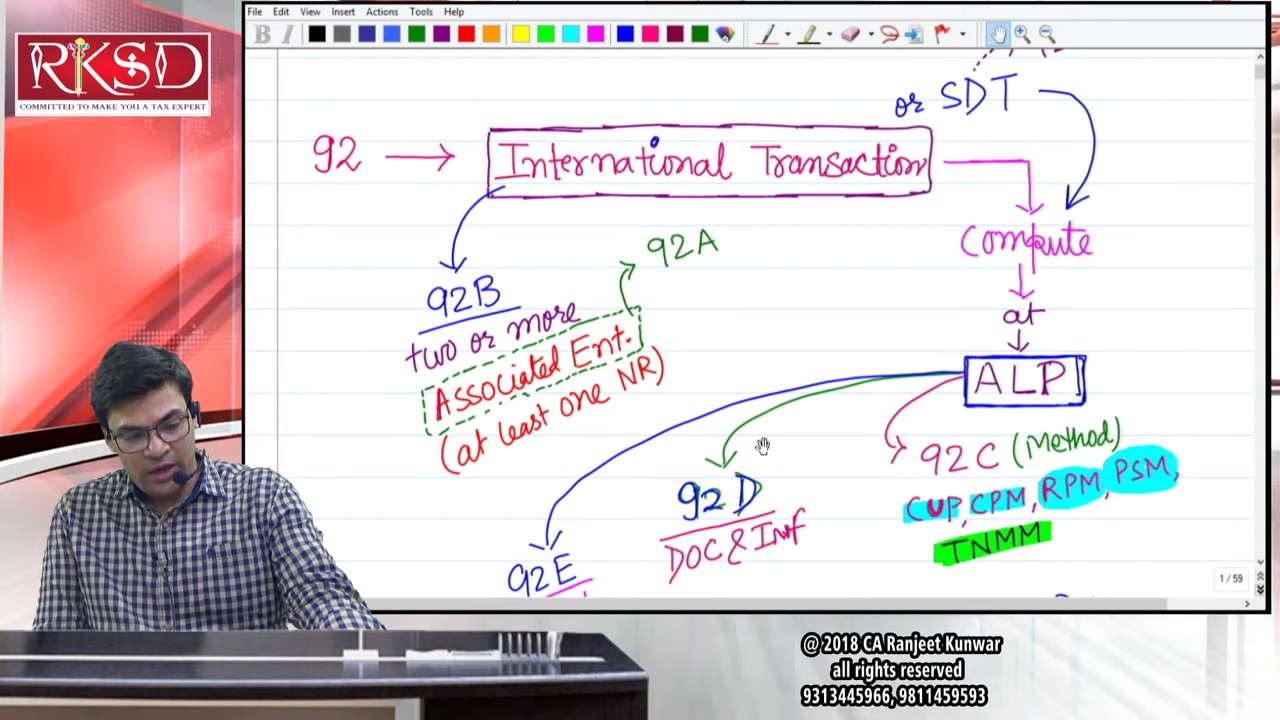 File Edit View Insert Actions Tools Help
B I
RKSD
COMMITTED TO MAKE YOU A TAX EXPERT
or SDT
92
International Transaction
Compute
at
ALP
92A
92B
two or more
Associated Ent.
(at least one NR)
92C (Method)
CUP, CPM, RPM, PSM,
TNMM
92D
DOC & Inf
92E
1 / 59
@ 2018 CA Ranjeet Kunwar
all rights reserved
9313445966, 9811459593